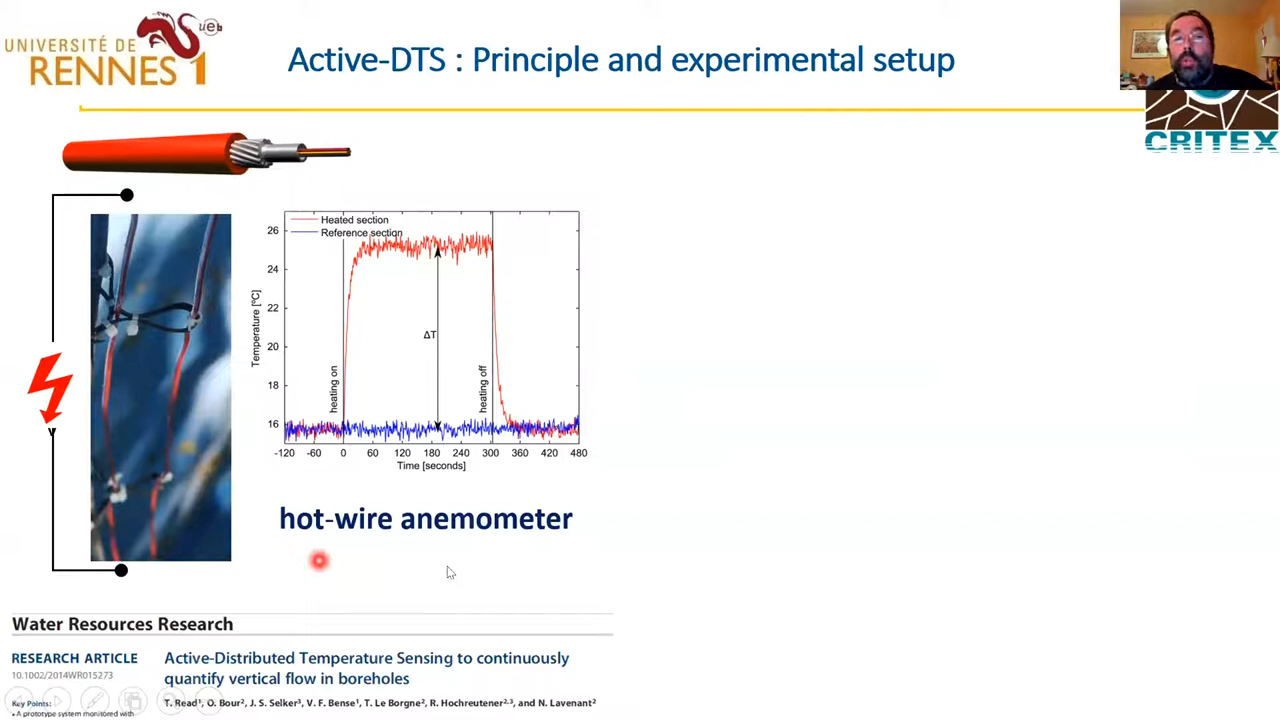 UNIVERSITÉ DE
RENNES 1
ueb
Active-DTS : Principle and experimental setup
CRITEX
Heated section
Reference section
26
24
22
20
18
16
Temperature [°C]
heating on
ΔT
heating off
-120 -60 0 60 120 180 240 300 360 420 480
Time [seconds]
hot-wire anemometer
Water Resources Research
RESEARCH ARTICLE
10.1002/2014WR015273
Active-Distributed Temperature Sensing to continuously
quantify vertical flow in boreholes
Key Points:
T. Read¹, O. Bour², J. S. Selker³, V. F. Bense¹, T. Le Borgne², R. Hochreutener²,³, and N. Lavenant²
• A prototype system monitored with